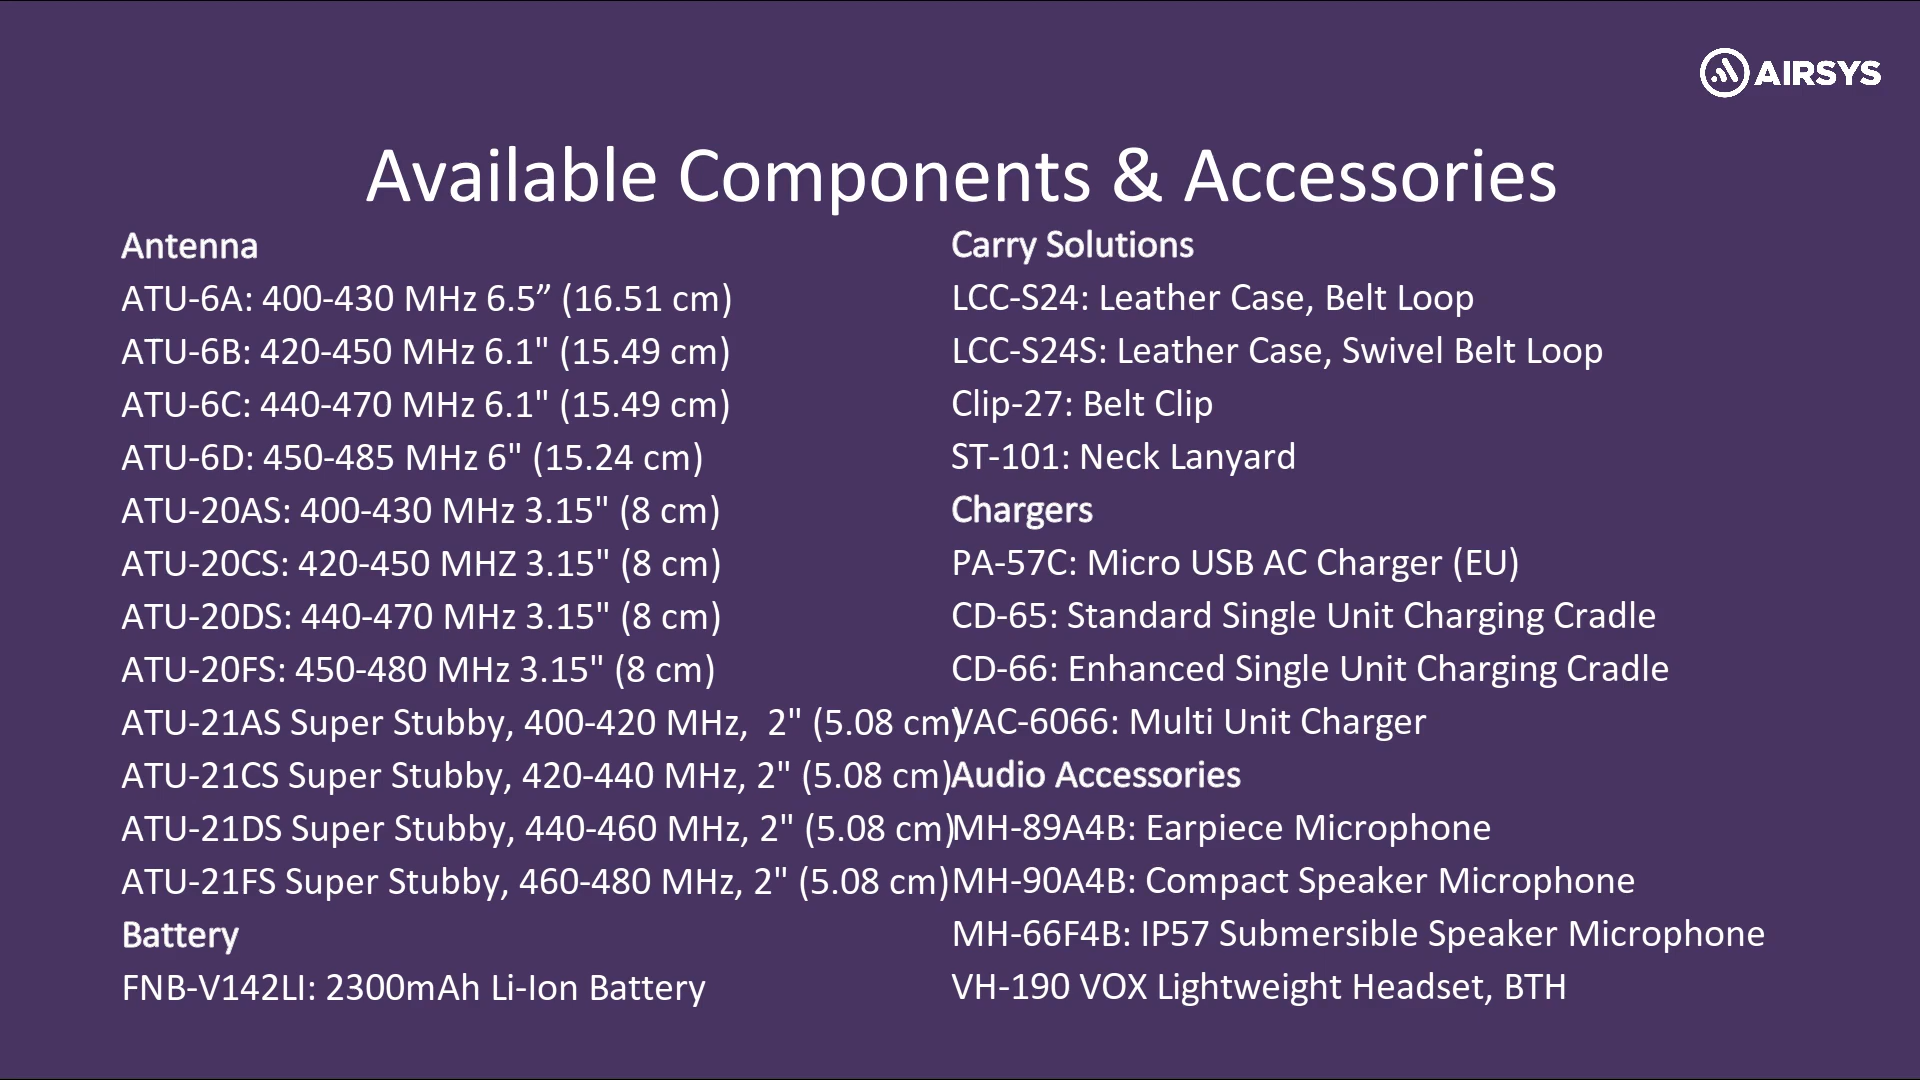 AIRSYS
Available Components & Accessories
Antenna
ATU-6A: 400-430 MHz 6.5” (16.51 cm)
ATU-6B: 420-450 MHz 6.1" (15.49 cm)
ATU-6C: 440-470 MHz 6.1" (15.49 cm)
ATU-6D: 450-485 MHz 6" (15.24 cm)
ATU-20AS: 400-430 MHz 3.15" (8 cm)
ATU-20CS: 420-450 MHZ 3.15" (8 cm)
ATU-20DS: 440-470 MHz 3.15" (8 cm)
ATU-20FS: 450-480 MHz 3.15" (8 cm)
ATU-21AS Super Stubby, 400-420 MHz,  2" (5.08 cm)
ATU-21CS Super Stubby, 420-440 MHz, 2" (5.08 cm)
ATU-21DS Super Stubby, 440-460 MHz, 2" (5.08 cm)
ATU-21FS Super Stubby, 460-480 MHz, 2" (5.08 cm)
Battery
FNB-V142LI: 2300mAh Li-Ion Battery
Carry Solutions
LCC-S24: Leather Case, Belt Loop
LCC-S24S: Leather Case, Swivel Belt Loop
Clip-27: Belt Clip
ST-101: Neck Lanyard
Chargers
PA-57C: Micro USB AC Charger (EU)
CD-65: Standard Single Unit Charging Cradle
CD-66: Enhanced Single Unit Charging Cradle
VAC-6066: Multi Unit Charger
Audio Accessories
MH-89A4B: Earpiece Microphone
MH-90A4B: Compact Speaker Microphone
MH-66F4B: IP57 Submersible Speaker Microphone
VH-190 VOX Lightweight Headset, BTH